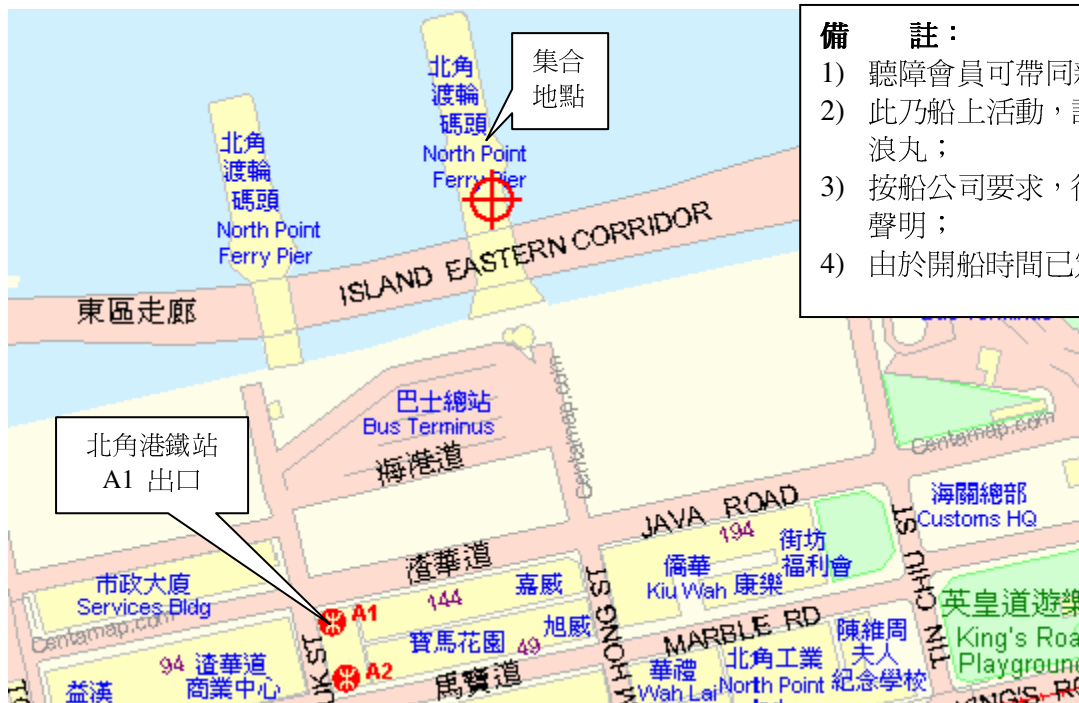 北角
渡輪
碼頭
North Point
Ferry Pier
集合
地點
備 註：
1) 聽障會員可帶同
2) 此乃船上活動，
浪丸；
3) 按船公司要求，
聲明；
4) 由於開船時間已
北角
渡輪
碼頭
North Point
Ferry Pier
ISLAND EASTERN CORRIDOR
東區走廊
Bus Terminus
巴士總站
Bus Terminus
海港道
Centamap.com
Centamap.com
北角港鐵站
A1 出口
JAVA ROAD
194
海關總部
Customs HQ
渣華道
市政大廈
Services Bldg
Centamap.com
A1
144
嘉威
僑華
Kiu Wah
康樂
街坊
福利會
TIN CHIU ST
英皇道遊樂
King's Roa
Playground
寶馬花園
49
旭威
MARBLE RD
陳維周
夫人
紀念學校
94
渣華道
商業中心
益漢
A2
馬寶道
華禮
Wah Lai
北角工業
North Point
KING'S RO